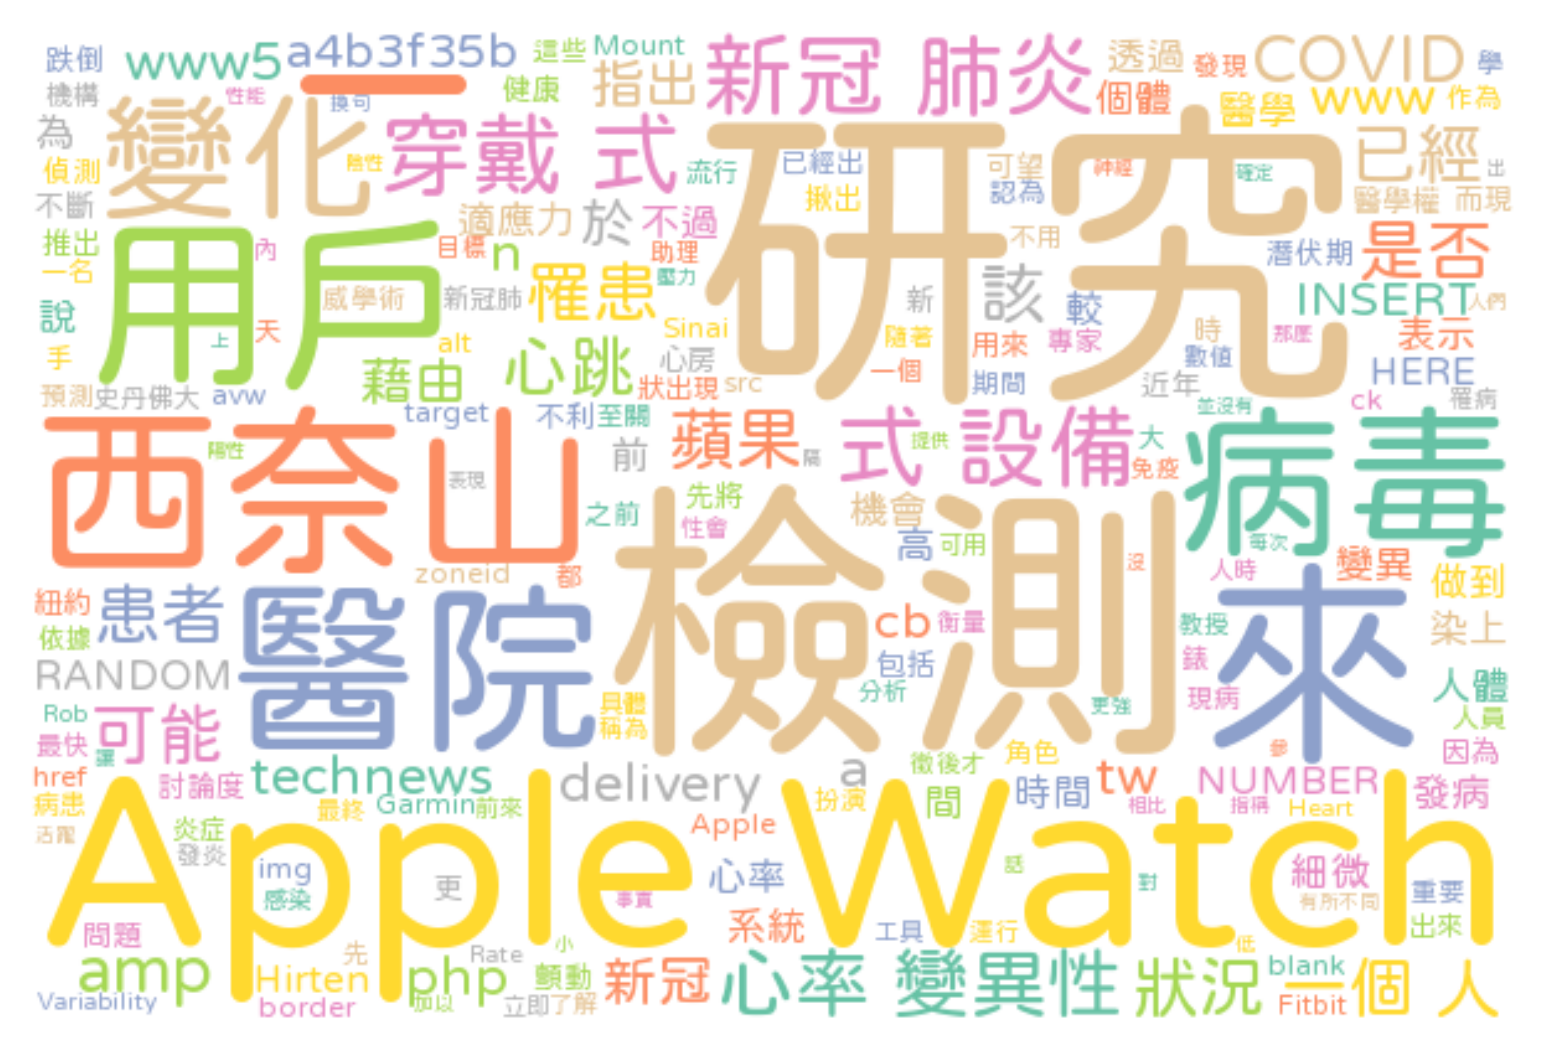 跌倒 www5 a4b3f35b 這些 Mount 新冠 肺炎 透過 發現 COVID 學
機構 性能 換句 健康 指出 個體 醫學 www 作為
為 變化 一 穿戴 式 研究 已經
偵測 陰性 流行 已經出 可望 神經 確定 出
不斷 適應力 於 不過 揪出 認為 醫學權 而現
推出 用戶 內 目標 n 助理 不用 潛伏期 是否
一名 威學術 新冠肺 罹患 壓力 新 該 較 INSERT 人們
說 上 天 alt 心跳 Sinai 隨著 用來 專家 時 那麼 表示
手 藉由 心房 一個 期間 近年 數值 HERE
預測 史丹佛大 avw 狀出現 src 並沒有 ck 罹病
西奈山 target 不利 至關 蘋果 式 設備 大 病毒
陽性 表現 前 隔 提供 免疫
之前 先將 機會 檢測
性會 高 可用 每次
zoneid 都 沒 人時 變異 做到
紐約 患者 醫院 cb 衡量 教授 來 染上
依據 包括 錶
RANDOM 分析 現病 人體
Rob 可能 具體 更強 人員
最快 讓 稱為 角色 參 因為
href 討論度 technews delivery a 徵後才 時間 tw NUMBER 發病
病患 最終 Garmin 前來 扮演 間 相比 指稱 Heart
活躍 炎症 Apple Watch Apple
發炎 img 更 心率 話 對 細微 重要
感染 事實 有所不同
問題 系統 工具 運行 出來
先 Rate 小 低
amp Hirten php 顫動 新冠 心率 變異性 狀況 blank 一個 人
Variability border 加以 立即 了解 Fitbit